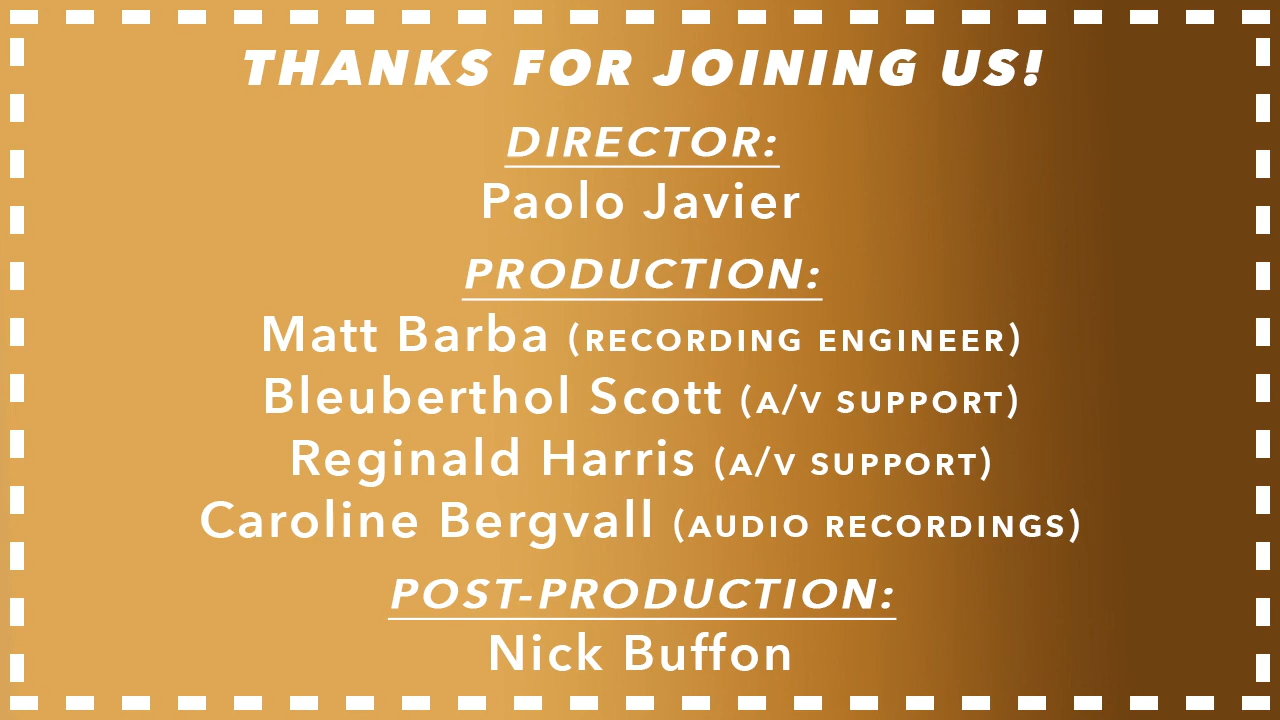 THANKS FOR JOINING US!
DIRECTOR:
Paolo Javier
PRODUCTION:
Matt Barba (RECORDING ENGINEER)
Bleuberthol Scott (A/V SUPPORT)
Reginald Harris (A/V SUPPORT)
Caroline Bergvall (AUDIO RECORDINGS)
POST-PRODUCTION:
Nick Buffon